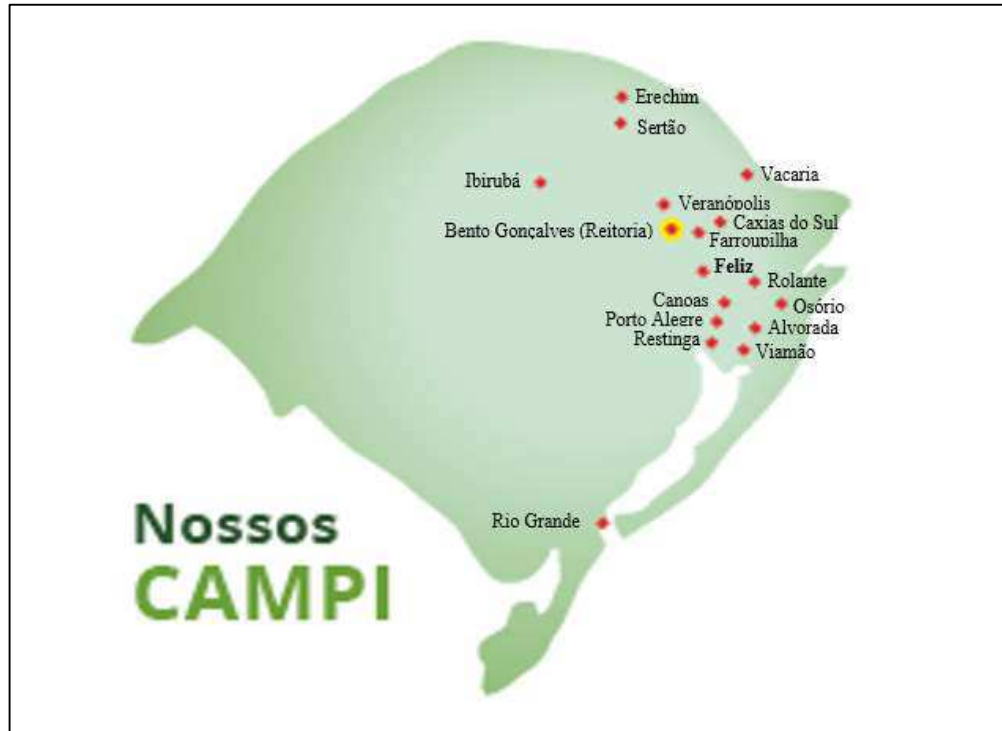 Erechim
Sertão
Vacaria
Ibirubá
Veranópolis
Caxias do Sul
Bento Gonçalves (Reitoria)
Farroupilha
Feliz
Rolante
Canoas
Osório
Porto Alegre
Alvorada
Restinga
Viamão
Rio Grande
Nossos
CAMPI